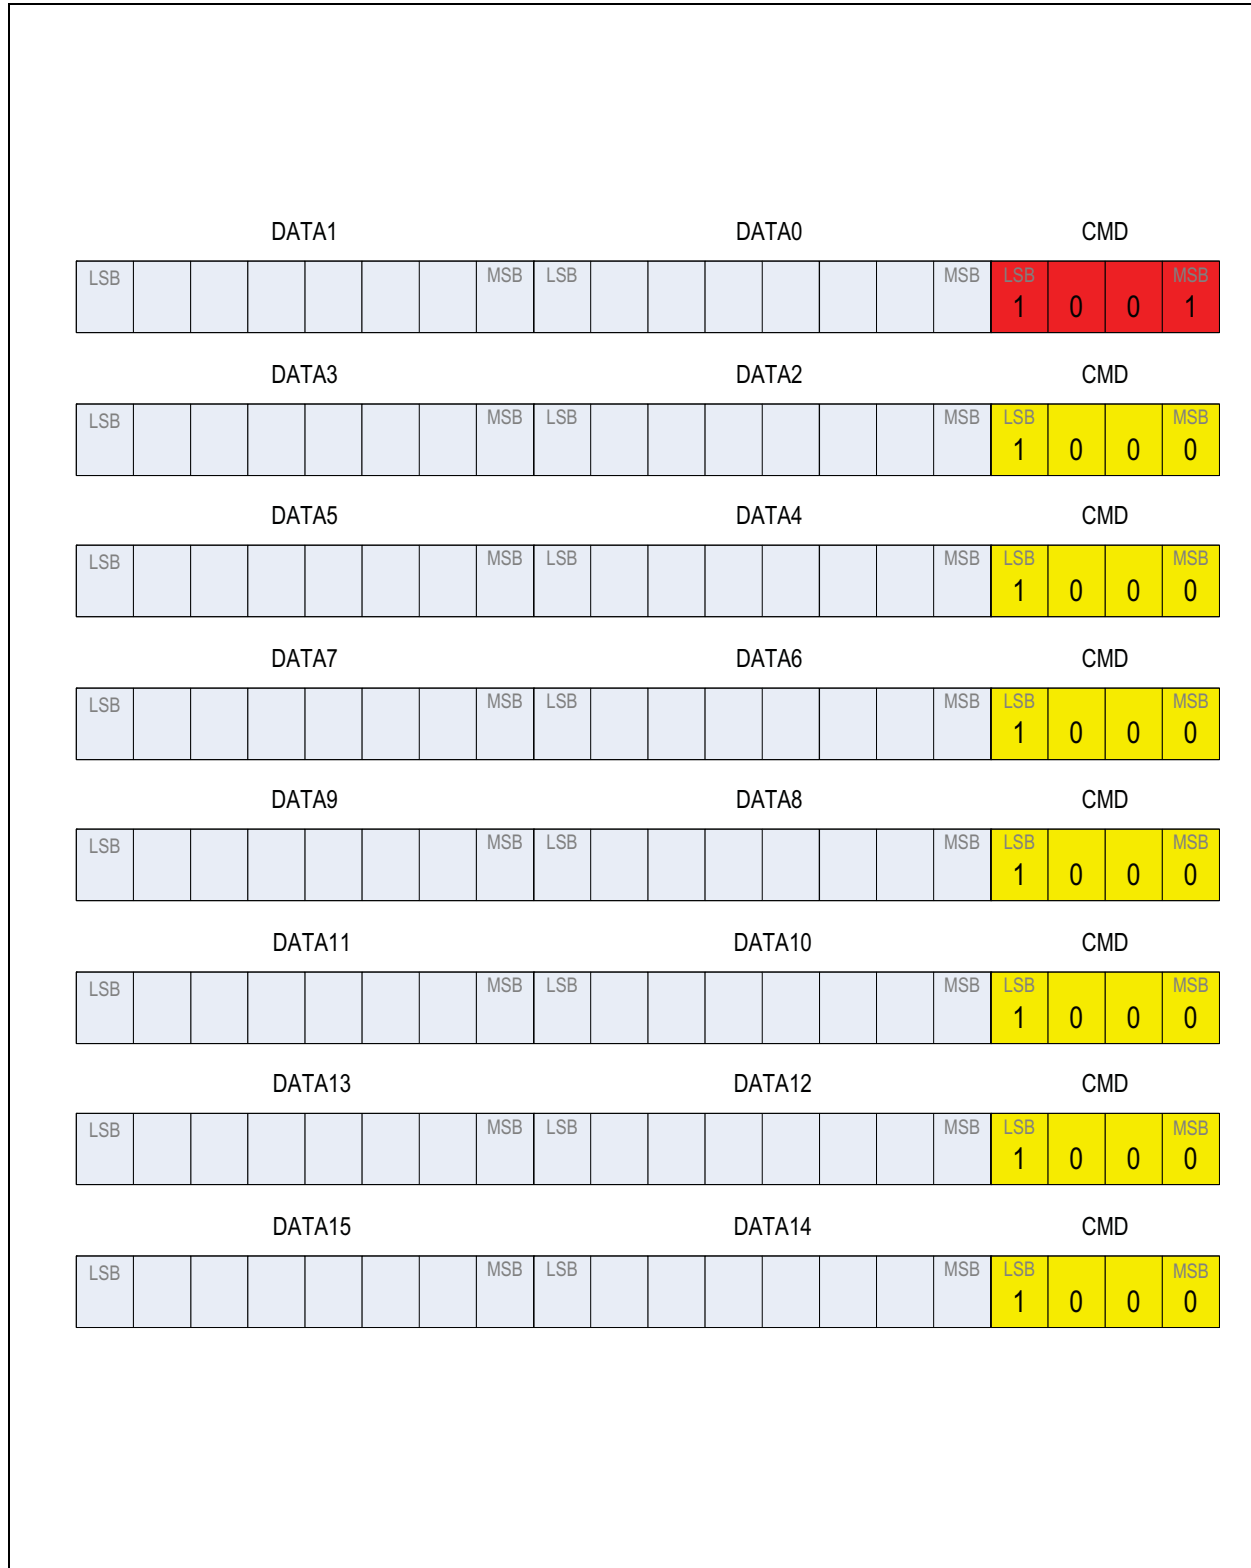 DATA1 DATA0 CMD
LSB MSB LSB MSB LSB MSB
1 0 0 1
DATA3 DATA2 CMD
LSB MSB LSB MSB LSB MSB
1 0 0 0
DATA5 DATA4 CMD
LSB MSB LSB MSB LSB MSB
1 0 0 0
DATA7 DATA6 CMD
LSB MSB LSB MSB LSB MSB
1 0 0 0
DATA9 DATA8 CMD
LSB MSB LSB MSB LSB MSB
1 0 0 0
DATA11 DATA10 CMD
LSB MSB LSB MSB LSB MSB
1 0 0 0
DATA13 DATA12 CMD
LSB MSB LSB MSB LSB MSB
1 0 0 0
DATA15 DATA14 CMD
LSB MSB LSB MSB LSB MSB
1 0 0 0